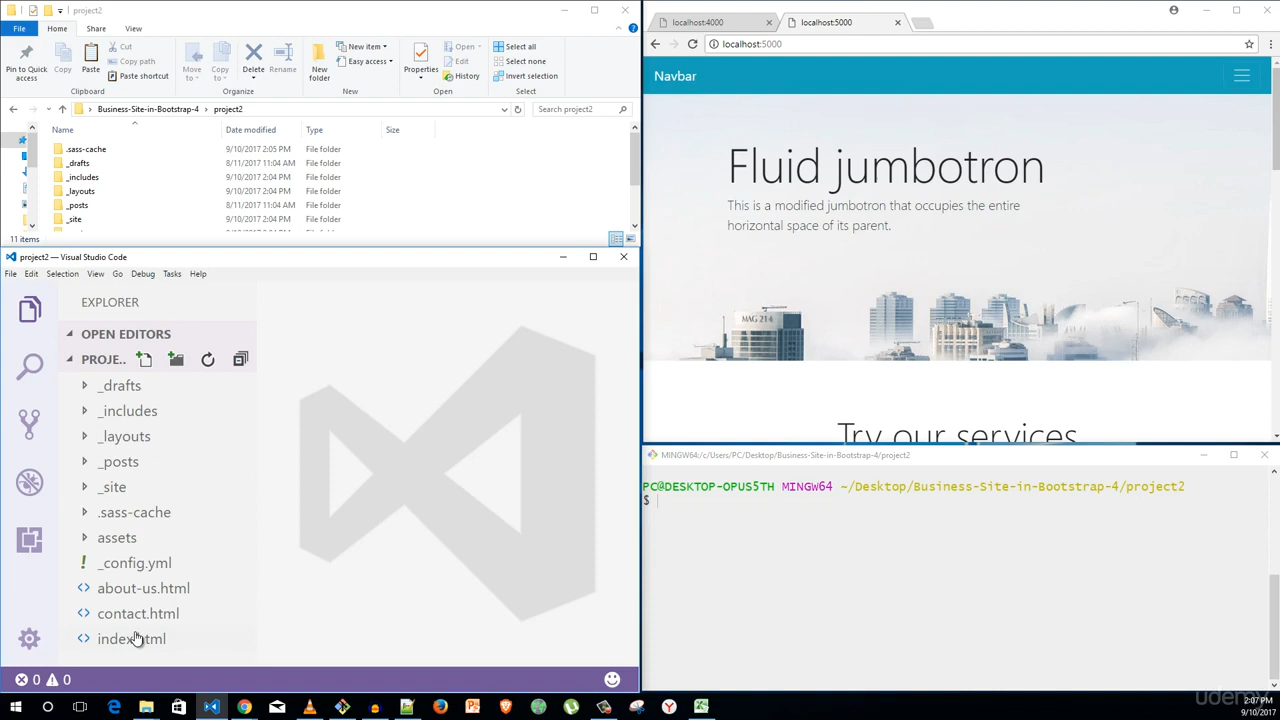 project2
File Home Share View
Pin to Quick access
Copy
Paste
Cut
Copy path
Paste shortcut
Clipboard
Move to
Copy to
Delete
Rename
Organize
New folder
New item
Easy access
New
Properties
Open
Edit
History
Open
Select all
Select none
Invert selection
Select
Business-Site-in-Bootstrap-4 project2
Search project2
Name Date modified Type Size
.sass-cache 9/10/2017 2:05 PM File folder
_drafts 8/11/2017 11:04 AM File folder
_includes 9/10/2017 2:04 PM File folder
_layouts 9/10/2017 2:04 PM File folder
_posts 8/11/2017 11:04 AM File folder
_site 9/10/2017 2:04 PM File folder
11 items
project2 — Visual Studio Code
File Edit Selection View Go Debug Tasks Help
EXPLORER
OPEN EDITORS
PROJE..
_drafts
_includes
_layouts
_posts
_site
.sass-cache
assets
_config.yml
about-us.html
contact.html
index.html
0 0
localhost:4000 localhost:5000
localhost:5000
Navbar
Fluid jumbotron
This is a modified jumbotron that occupies the entire
horizontal space of its parent.
MAG 214
Try our services
MINGW64:/c/Users/PC/Desktop/Business-Site-in-Bootstrap-4/project2
PC@DESKTOP-OPUS5TH MINGW64 ~/Desktop/Business-Site-in-Bootstrap-4/project2
$
udemy
2:07 PM
9/10/2017